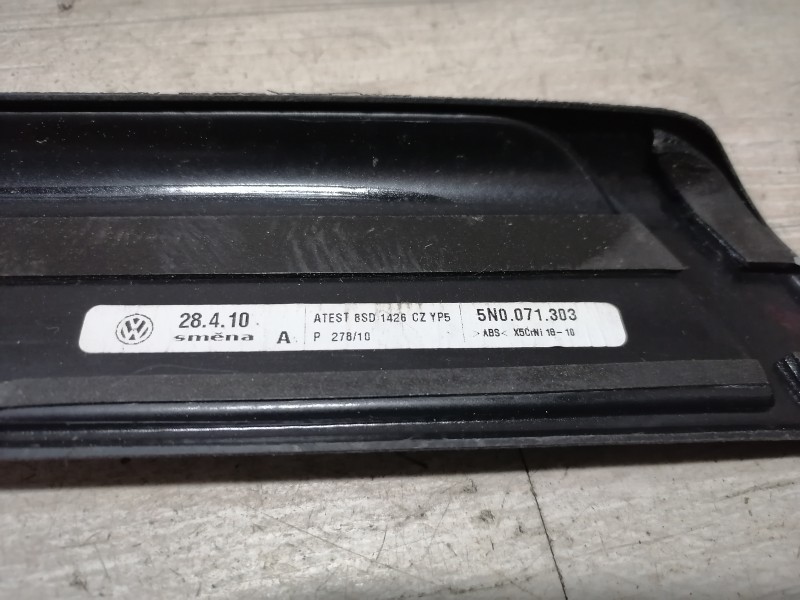 28.4.10
směna A
ATEST 8SD 1426 CZ YP5
P 278/10
5N0.071.303
>ABS< X5CrNi 18-10